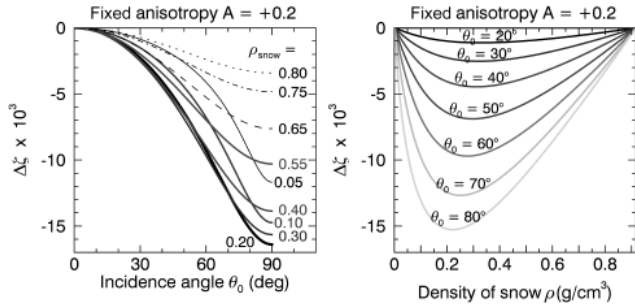 Fixed anisotropy A = +0.2
Δζ x 10³
0
-5
-10
-15
ρsnow =
0.80
0.75
0.65
0.55
0.05
0.40
0.10
0.30
0.20
0 30 60 90
Incidence angle θ₀ (deg)
Fixed anisotropy A = +0.2
Δζ x 10³
0
-5
-10
-15
θ₀ = 20°
θ₀ = 30°
θ₀ = 40°
θ₀ = 50°
θ₀ = 60°
θ₀ = 70°
θ₀ = 80°
0 0.2 0.4 0.6 0.8
Density of snow ρ (g/cm³)